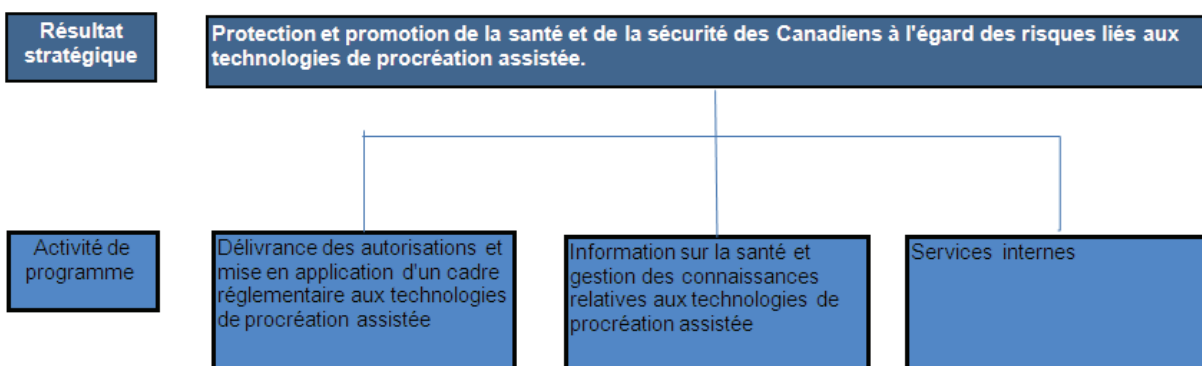 Résultat
stratégique
Protection et promotion de la santé et de la sécurité des Canadiens à l'égard des risques liés aux
technologies de procréation assistée.
Activité de
programme
Délivrance des autorisations et
mise en application d'un cadre
réglementaire aux technologies
de procréation assistée
Information sur la santé et
gestion des connaissances
relatives aux technologies de
procréation assistée
Services internes